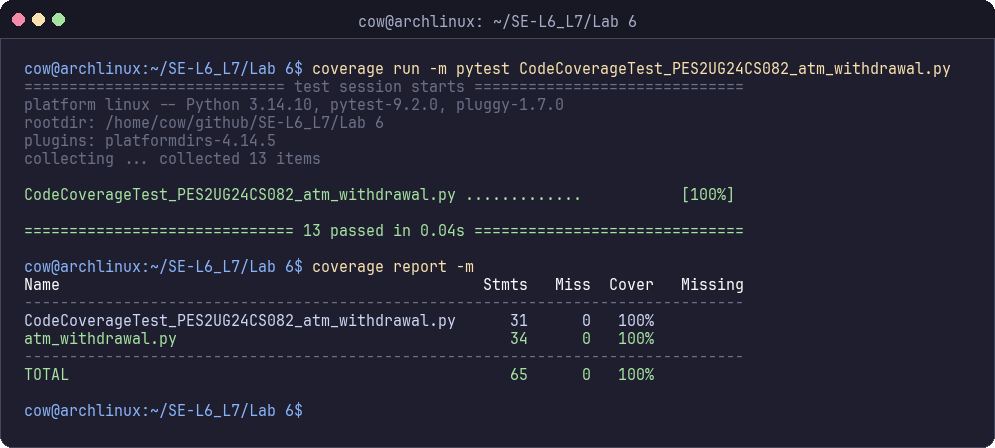 cow@archlinux: ~/SE-L6_L7/Lab 6
cow@archlinux:~/SE-L6_L7/Lab 6$ coverage run -m pytest CodeCoverageTest_PES2UG24CS082_atm_withdrawal.py
============================= test session starts ==============================
platform linux -- Python 3.14.10, pytest-9.2.0, pluggy-1.7.0
rootdir: /home/cow/github/SE-L6_L7/Lab 6
plugins: platformdirs-4.14.5
collecting ... collected 13 items
CodeCoverageTest_PES2UG24CS082_atm_withdrawal.py ............. [100%]
============================== 13 passed in 0.04s ==============================
cow@archlinux:~/SE-L6_L7/Lab 6$ coverage report -m
Name Stmts Miss Cover Missing
--------------------------------------------------------------------------------
CodeCoverageTest_PES2UG24CS082_atm_withdrawal.py 31 0 100%
atm_withdrawal.py 34 0 100%
--------------------------------------------------------------------------------
TOTAL 65 0 100%
cow@archlinux:~/SE-L6_L7/Lab 6$